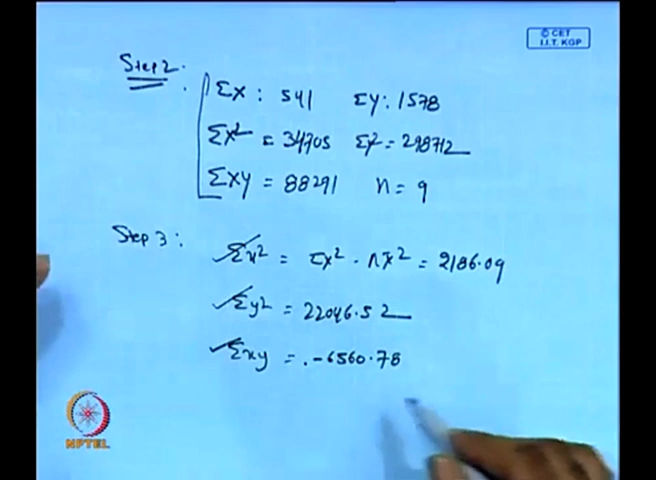 © CET
I.I.T. KGP
Step 2:
ΣX : 541 ΣY : 1578
ΣX² = 34705 ΣY² = 298712
ΣXY = 88291 n = 9
Step 3 :
Σx² = ΣX² - nX̄² = 2186.09
Σy² = 22046.52
Σxy = . -6560.78
NPTEL